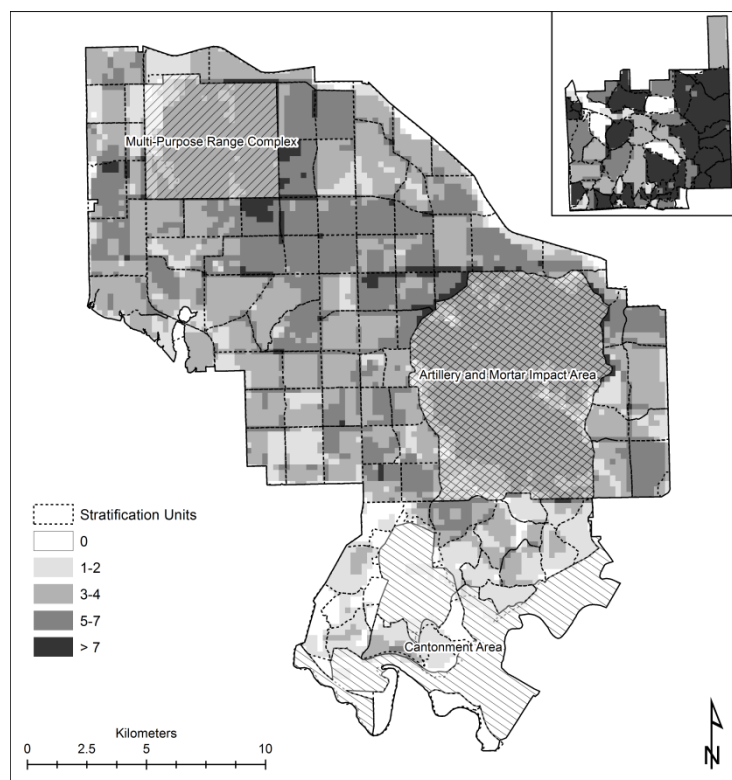 Multi-Purpose Range Complex
Artillery and Mortar Impact Area
Stratification Units
0
1-2
3-4
5-7
> 7
Cantonment Area
Kilometers
0 2.5 5 10
N